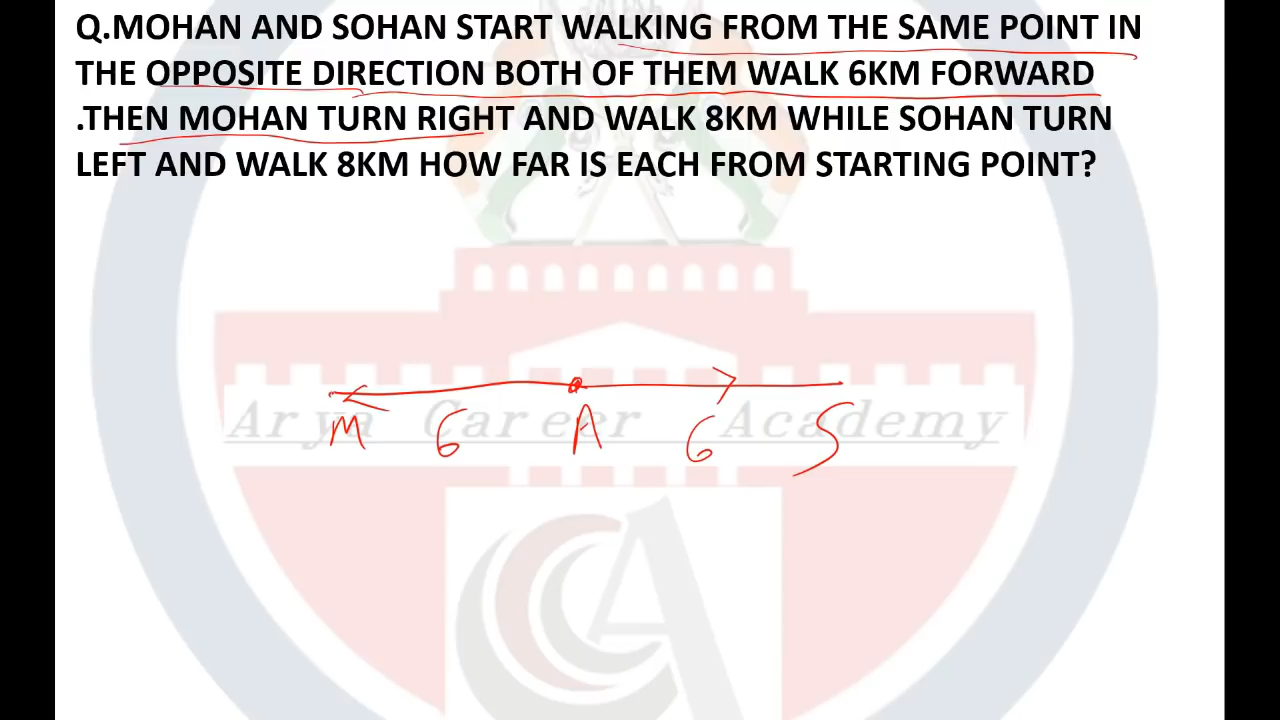 Q.MOHAN AND SOHAN START WALKING FROM THE SAME POINT IN
THE OPPOSITE DIRECTION BOTH OF THEM WALK 6KM FORWARD
.THEN MOHAN TURN RIGHT AND WALK 8KM WHILE SOHAN TURN
LEFT AND WALK 8KM HOW FAR IS EACH FROM STARTING POINT?
Arya Career Academy
M 6 A 6 S
CA